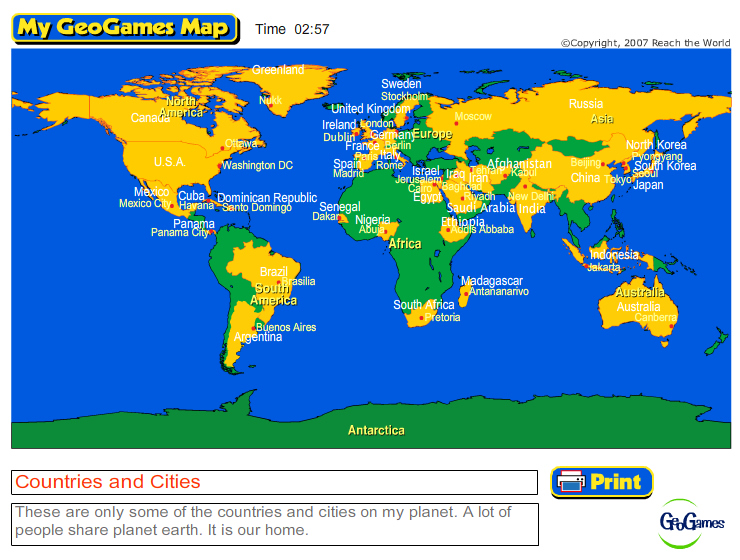 My GeoGames Map
Time 02:57
©Copyright, 2007 Reach the World
Greenland
Nukk
North
America
Canada
Ottawa
U.S.A.
Washington DC
Mexico
Mexico City
Cuba
Havana
Dominican Republic
Santo Domingo
Panama
Panama City
Brazil
Brasilia
South
America
Buenos Aires
Argentina
Sweden
Stockholm
United Kingdom
London
Ireland
Dublin
Germany
Berlin
Europe
France
Paris
Italy
Rome
Spain
Madrid
Moscow
Russia
Asia
Israel
Jerusalem
Iraq
Baghdad
Iran
Tehran
Afghanistan
Kabul
Cairo
Egypt
Riyadh
Saudi Arabia
New Delhi
India
Beijing
China
North Korea
Pyongyang
South Korea
Seoul
Tokyo
Japan
Senegal
Dakar
Nigeria
Abuja
Africa
Ethiopia
Addis Abbaba
Madagascar
Antananarivo
South Africa
Pretoria
Indonesia
Jakarta
Australia
Australia
Canberra
Antarctica
Countries and Cities
Print
These are only some of the countries and cities on my planet. A lot of
people share planet earth. It is our home.
GeoGames